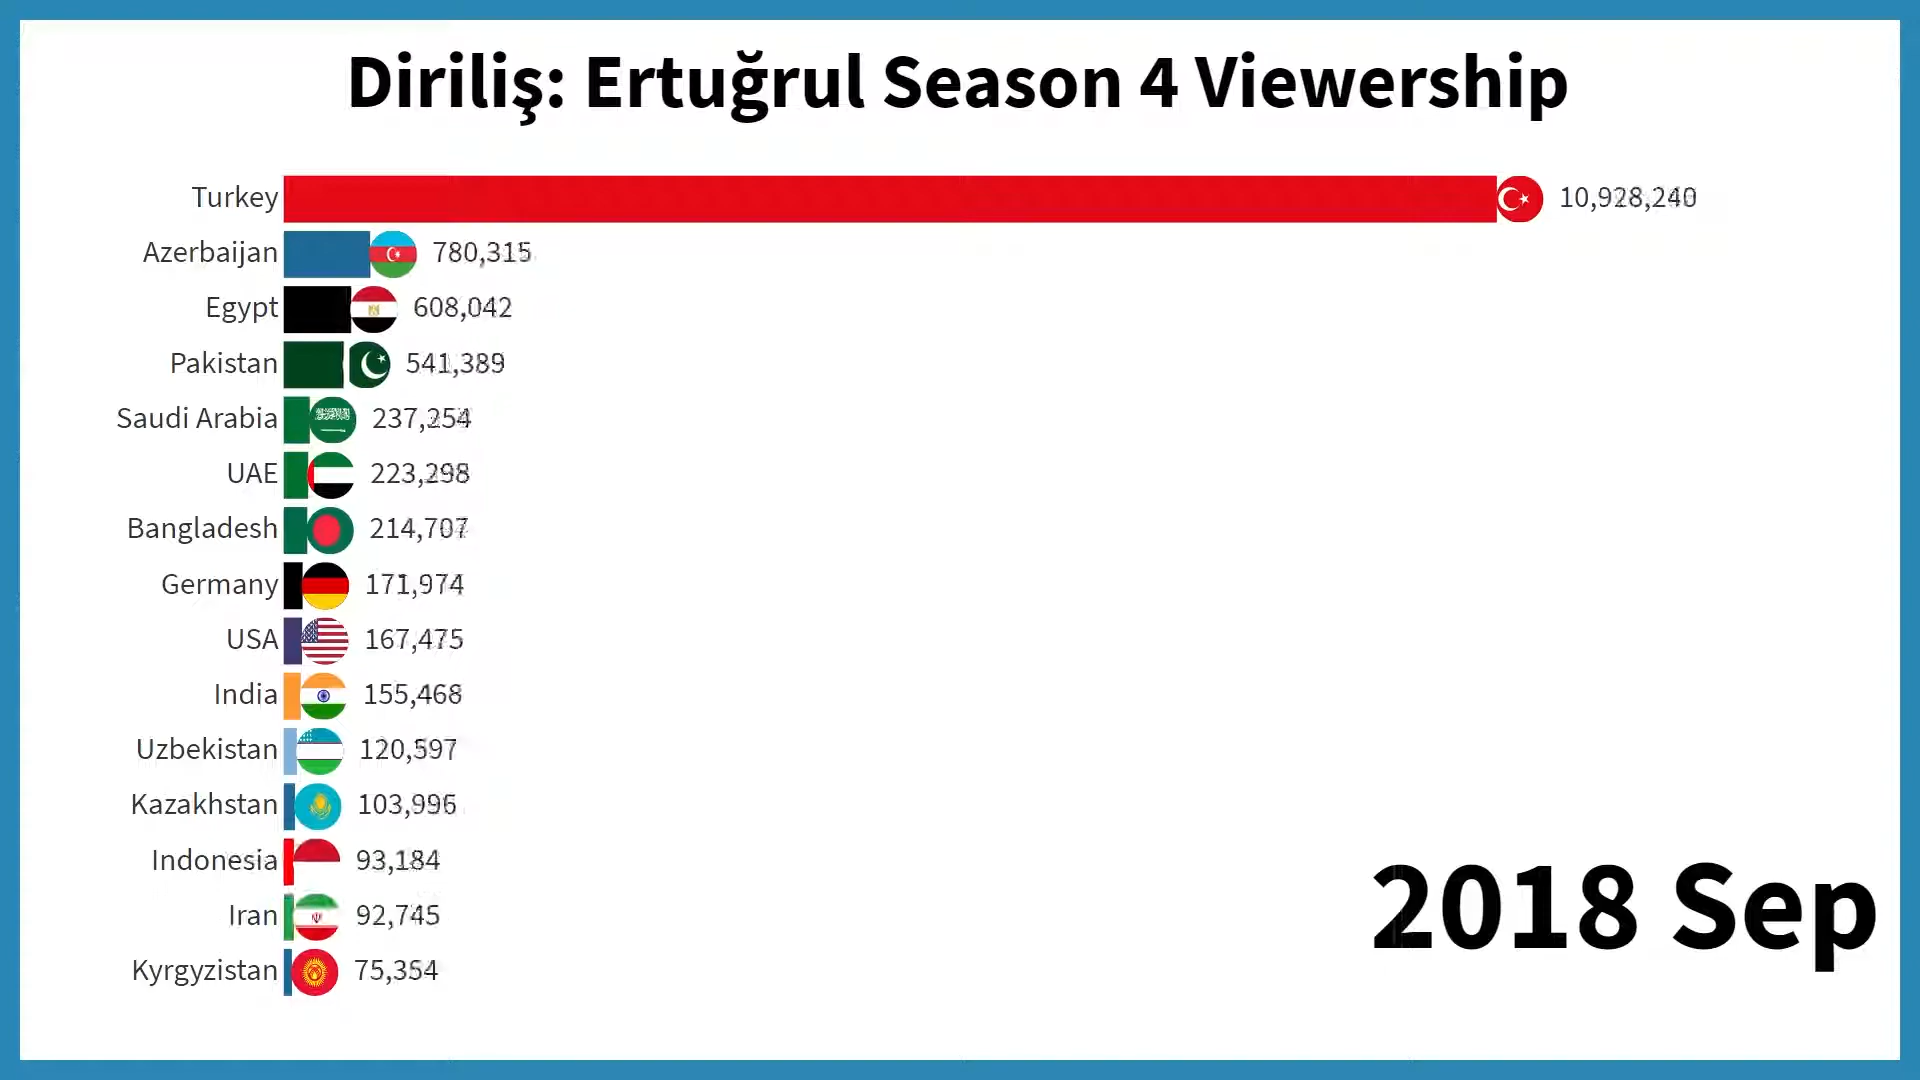 Diriliş: Ertuğrul Season 4 Viewership
Turkey 10,928,240
Azerbaijan 780,315
Egypt 608,042
Pakistan 541,389
Saudi Arabia 237,254
UAE 223,298
Bangladesh 214,707
Germany 171,974
USA 167,475
India 155,468
Uzbekistan 120,597
Kazakhstan 103,996
Indonesia 93,184
Iran 92,745
Kyrgyzistan 75,354
2018 Sep